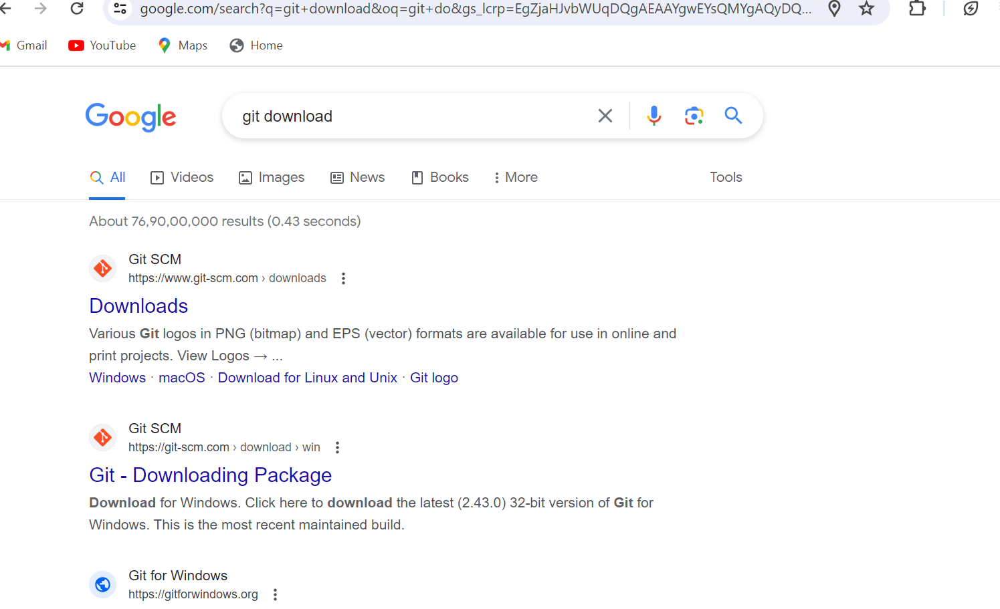 google.com/search?q=git+download&oq=git+do&gs_lcrp=EgZjaHJvbWUqDQgAEAAYgwEYsQMYgAQyDQ...
Gmail YouTube Maps Home
Google git download
All Videos Images News Books More Tools
About 76,90,00,000 results (0.43 seconds)
Git SCM
https://www.git-scm.com › downloads
Downloads
Various Git logos in PNG (bitmap) and EPS (vector) formats are available for use in online and
print projects. View Logos → ...
Windows · macOS · Download for Linux and Unix · Git logo
Git SCM
https://git-scm.com › download › win
Git - Downloading Package
Download for Windows. Click here to download the latest (2.43.0) 32-bit version of Git for
Windows. This is the most recent maintained build.
Git for Windows
https://gitforwindows.org